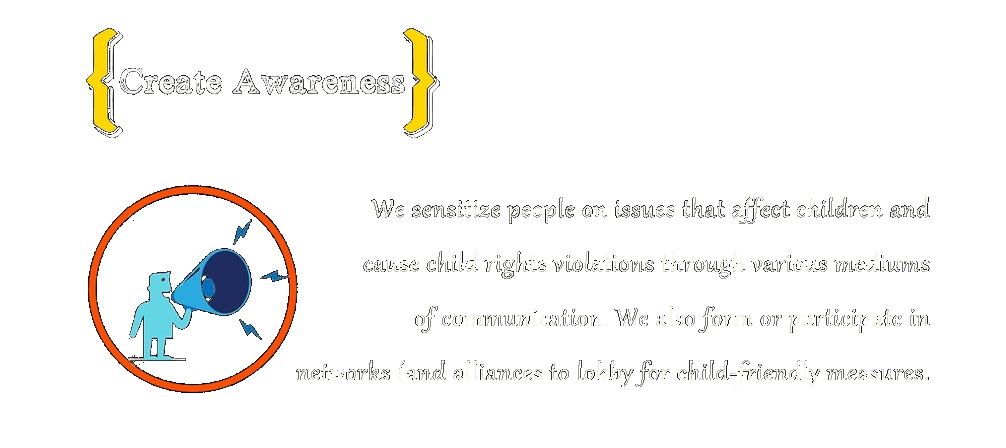 Create Awareness
We sensitize people on issues that affect children and
cause child rights violations through various mediums
of communication. We also form or participate in
networks (and alliances to lobby for child-friendly measures.